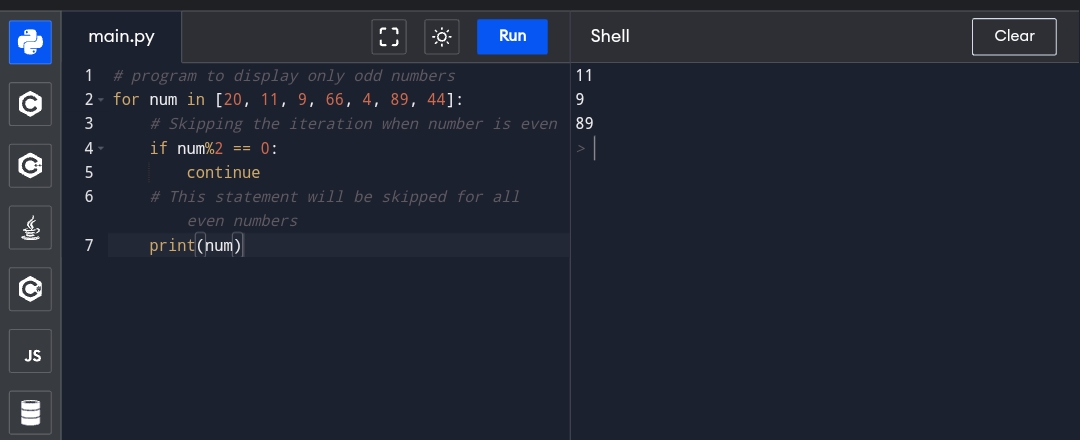 main.py
Run
Shell
Clear
1 # program to display only odd numbers
2 for num in [20, 11, 9, 66, 4, 89, 44]:
3     # Skipping the iteration when number is even
4     if num%2 == 0:
5         continue
6     # This statement will be skipped for all
        even numbers
7     print(num)
11
9
89
>
C
C
C
JS